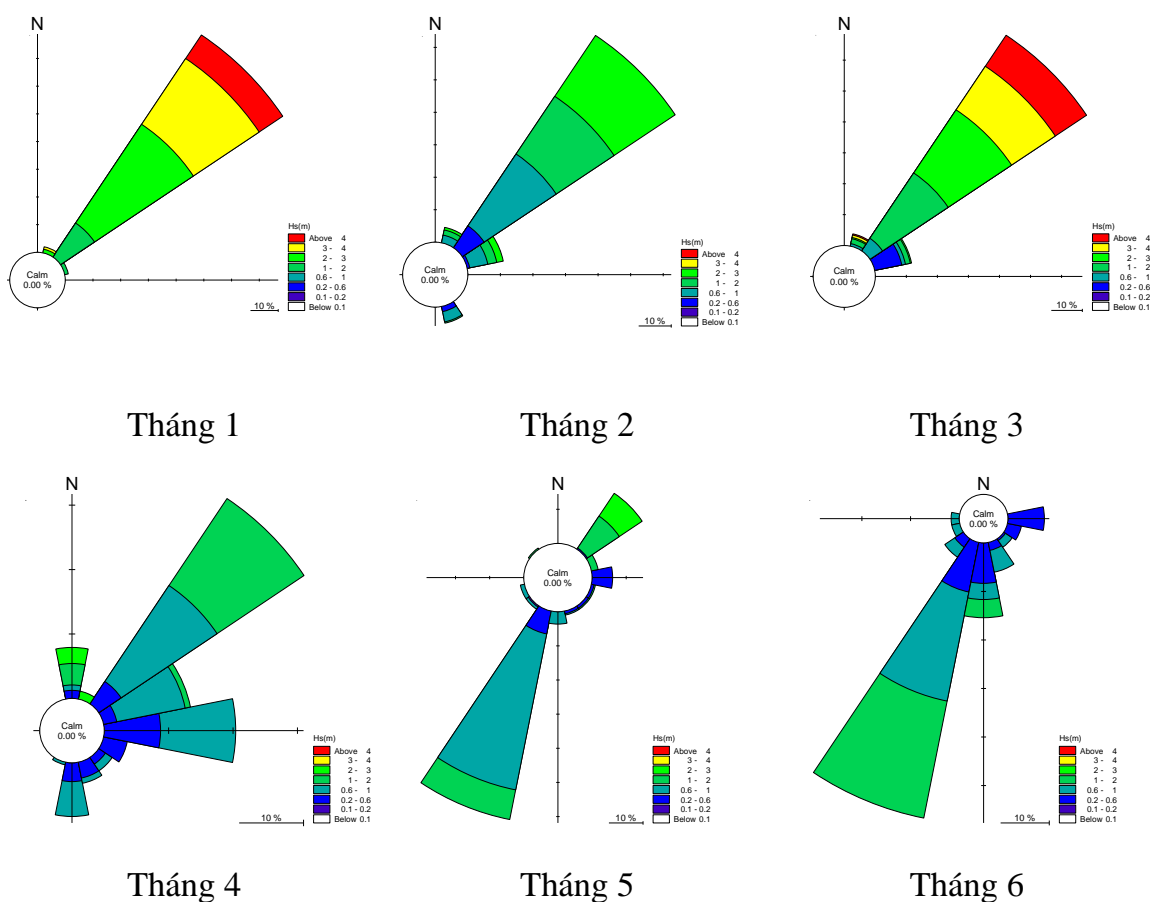 N
Calm
0.00 %
Hs(m)
Above 4
3 - 4
2 - 3
1 - 2
0.6 - 1
0.2 - 0.6
0.1 - 0.2
Below 0.1
10 %
Tháng 1
N
Calm
0.00 %
Hs(m)
Above 4
3 - 4
2 - 3
1 - 2
0.6 - 1
0.2 - 0.6
0.1 - 0.2
Below 0.1
10 %
Tháng 2
N
Calm
0.00 %
Hs(m)
Above 4
3 - 4
2 - 3
1 - 2
0.6 - 1
0.2 - 0.6
0.1 - 0.2
Below 0.1
10 %
Tháng 3
N
Calm
0.00 %
Hs(m)
Above 4
3 - 4
2 - 3
1 - 2
0.6 - 1
0.2 - 0.6
0.1 - 0.2
Below 0.1
10 %
Tháng 4
N
Calm
0.00 %
Hs(m)
Above 4
3 - 4
2 - 3
1 - 2
0.6 - 1
0.2 - 0.6
0.1 - 0.2
Below 0.1
10 %
Tháng 5
N
Calm
0.00 %
Hs(m)
Above 4
3 - 4
2 - 3
1 - 2
0.6 - 1
0.2 - 0.6
0.1 - 0.2
Below 0.1
10 %
Tháng 6